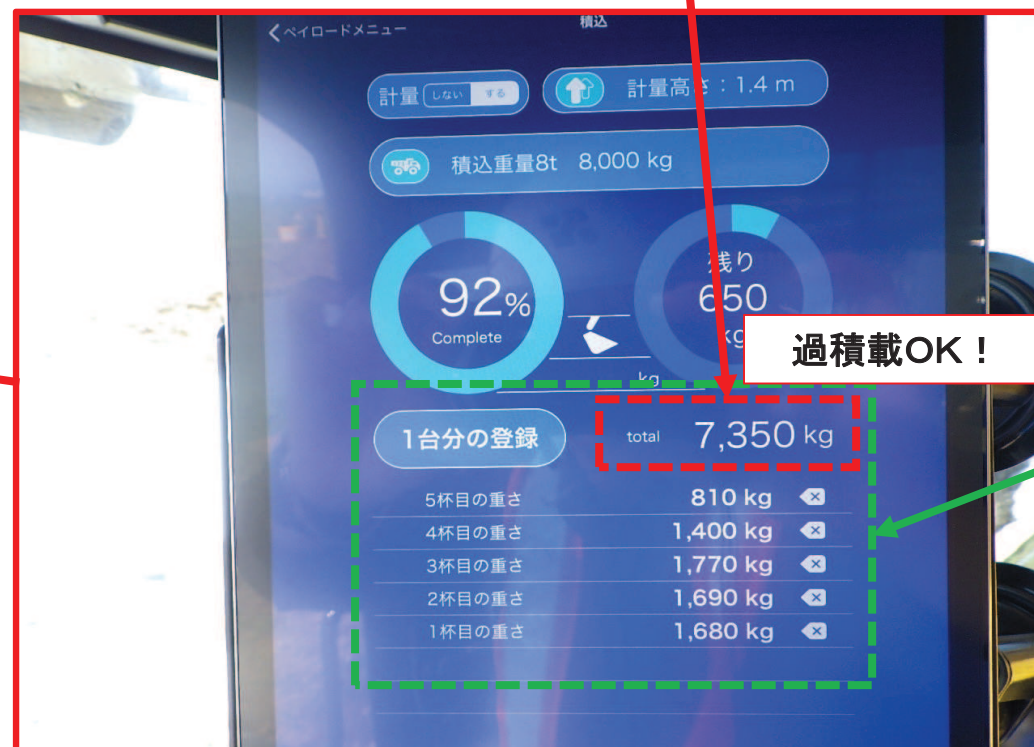 ペイロードメニュー
積込
計量 しない する
計量高さ：1.4 m
積込重量8t 8,000 kg
92%
Complete
残り
650
kg
過積載OK！
kg
1台分の登録
total 7,350 kg
5杯目の重さ 810 kg
4杯目の重さ 1,400 kg
3杯目の重さ 1,770 kg
2杯目の重さ 1,690 kg
1杯目の重さ 1,680 kg